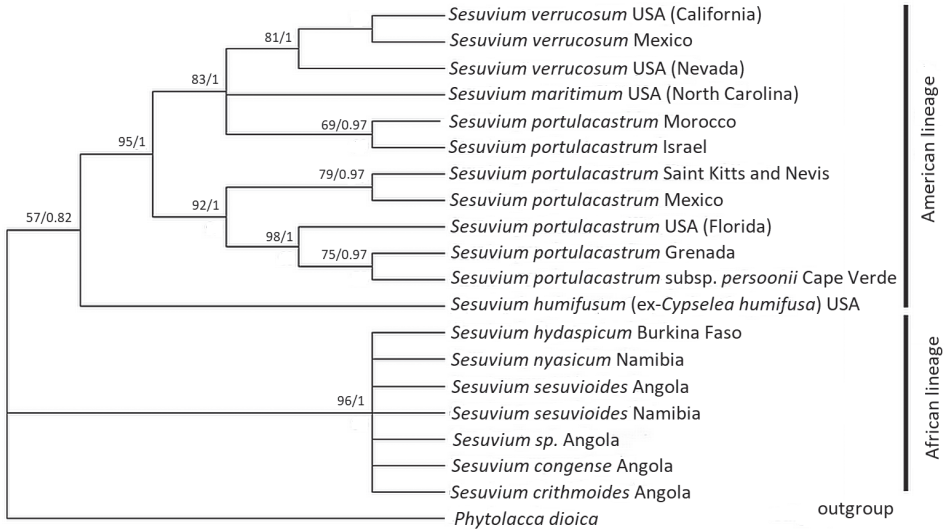 Sesuvium verrucosum USA (California)
81/1
Sesuvium verrucosum Mexico
Sesuvium verrucosum USA (Nevada)
83/1
Sesuvium maritimum USA (North Carolina)
69/0.97
Sesuvium portulacastrum Morocco
95/1
Sesuvium portulacastrum Israel
79/0.97
Sesuvium portulacastrum Saint Kitts and Nevis
92/1
Sesuvium portulacastrum Mexico
57/0.82
Sesuvium portulacastrum USA (Florida)
98/1
75/0.97
Sesuvium portulacastrum Grenada
Sesuvium portulacastrum subsp. persoonii Cape Verde
Sesuvium humifusum (ex-Cypselea humifusa) USA
American lineage
Sesuvium hydaspicum Burkina Faso
Sesuvium nyasicum Namibia
Sesuvium sesuvioides Angola
96/1
Sesuvium sesuvioides Namibia
Sesuvium sp. Angola
Sesuvium congense Angola
Sesuvium crithmoides Angola
African lineage
outgroup
Phytolacca dioica